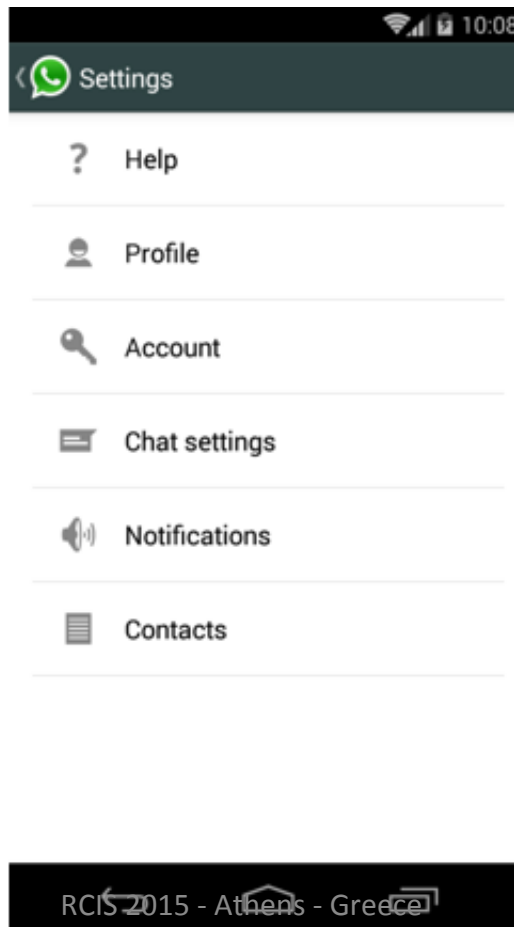 10:08
Settings
Help
Profile
Account
Chat settings
Notifications
Contacts
RCIS 2015 - Athens - Greece